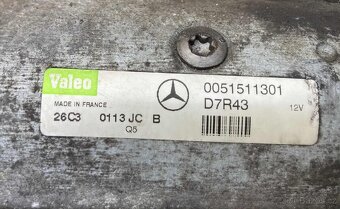 Valeo
0051511301
MADE IN FRANCE
D7R43
12V
26C3 0113 JC B
Q5